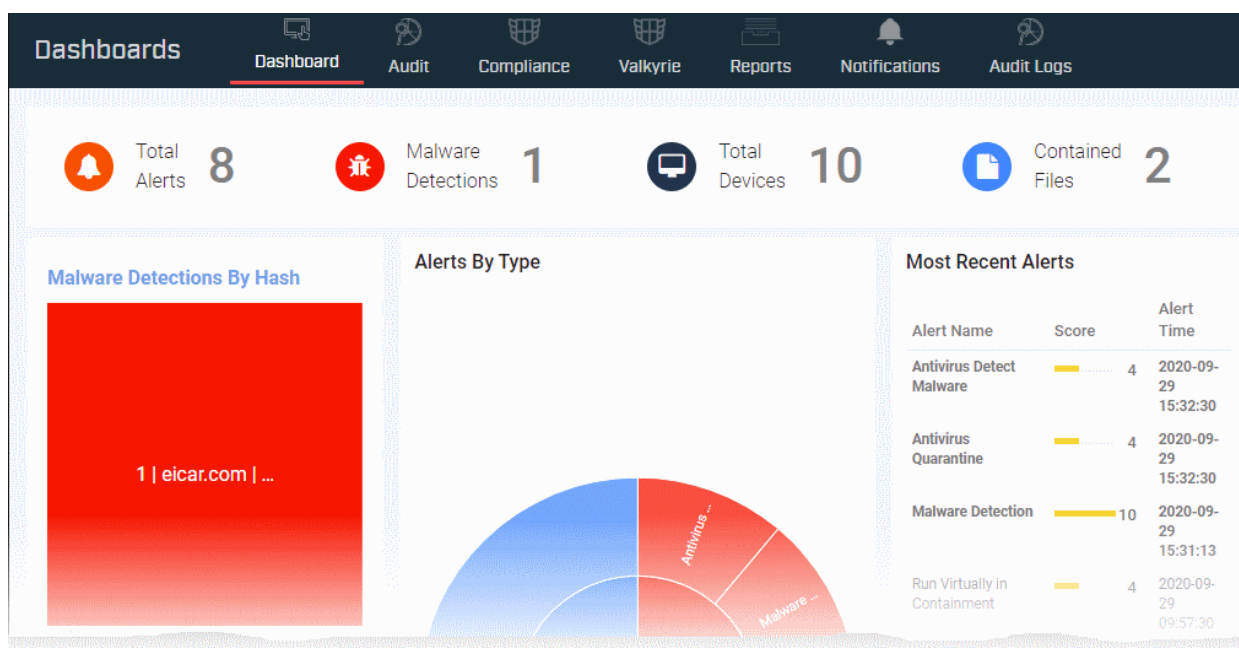 Dashboards
Dashboard
Audit
Compliance
Valkyrie
Reports
Notifications
Audit Logs
Total
Alerts
8
Malware
Detections
1
Total
Devices
10
Contained
Files
2
Malware Detections By Hash
1 | eicar.com | ...
Alerts By Type
Antivirus ...
Malware ...
Most Recent Alerts
Alert Name
Score
Alert
Time
Antivirus Detect
Malware
4
2020-09-
29
15:32:30
Antivirus
Quarantine
4
2020-09-
29
15:32:30
Malware Detection
10
2020-09-
29
15:31:13
Run Virtually in
Containment
4
2020-09-
29
09:57:30